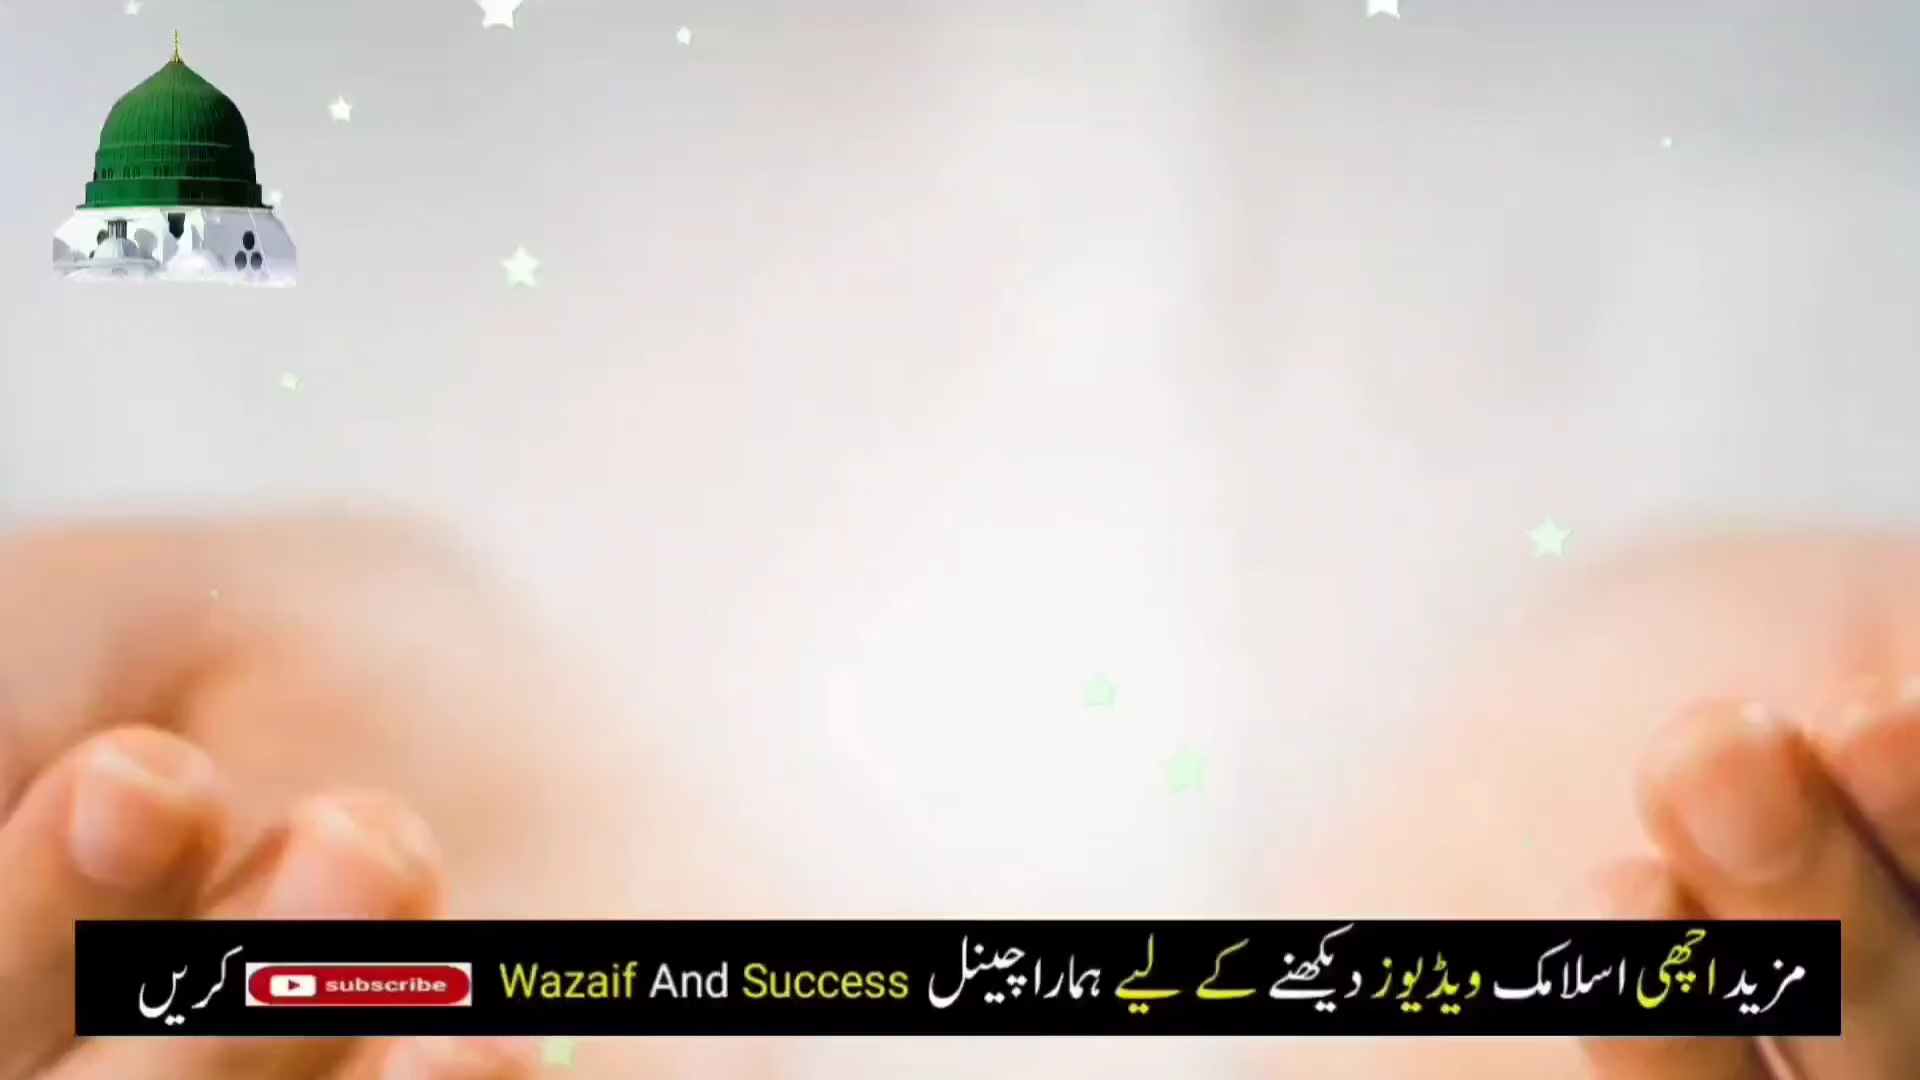 مزید اچھی اسلامک ویڈیوز دیکھنے کے لیے ہمارا چینل Wazaif And Success subscribe کریں